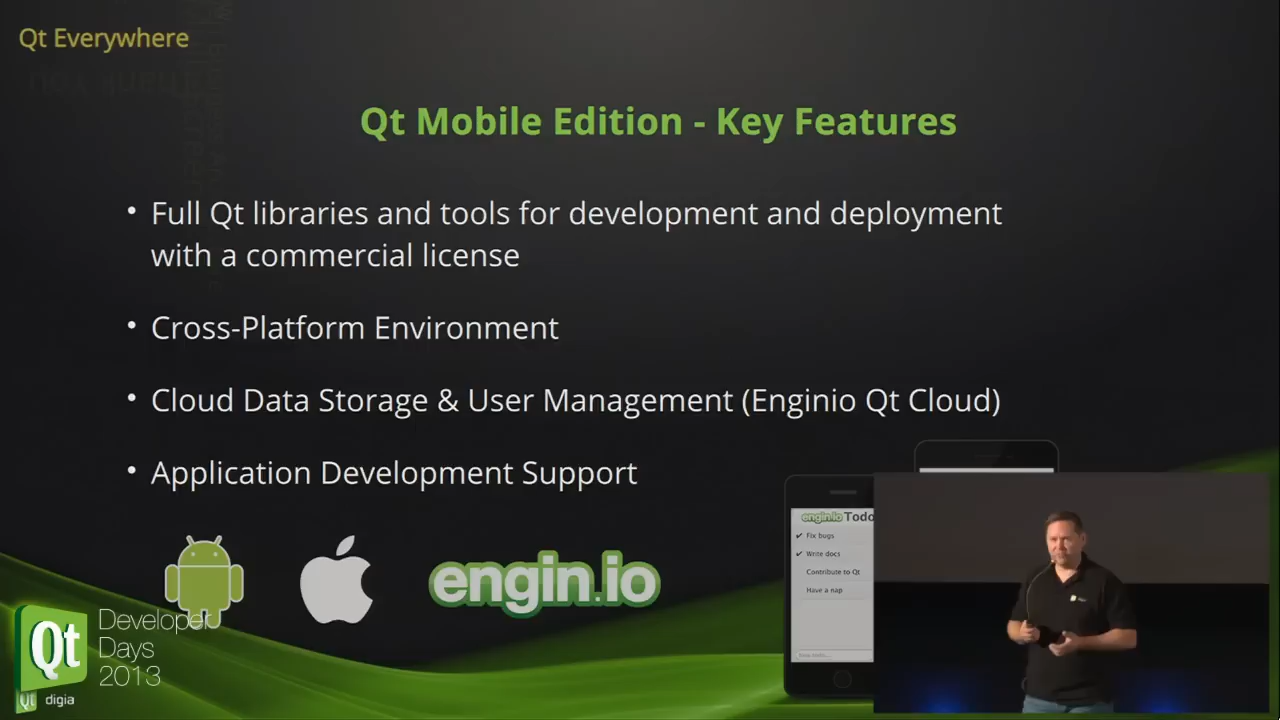 Qt Everywhere
Qt Mobile Edition - Key Features
• Full Qt libraries and tools for development and deployment
with a commercial license
• Cross-Platform Environment
• Cloud Data Storage & User Management (Enginio Qt Cloud)
• Application Development Support
engin.io
engin.io Todo
✔ Fix bugs
✔ Write docs
Contribute to Qt
Have a nap
Qt
Developer
Days
2013
Qt digia